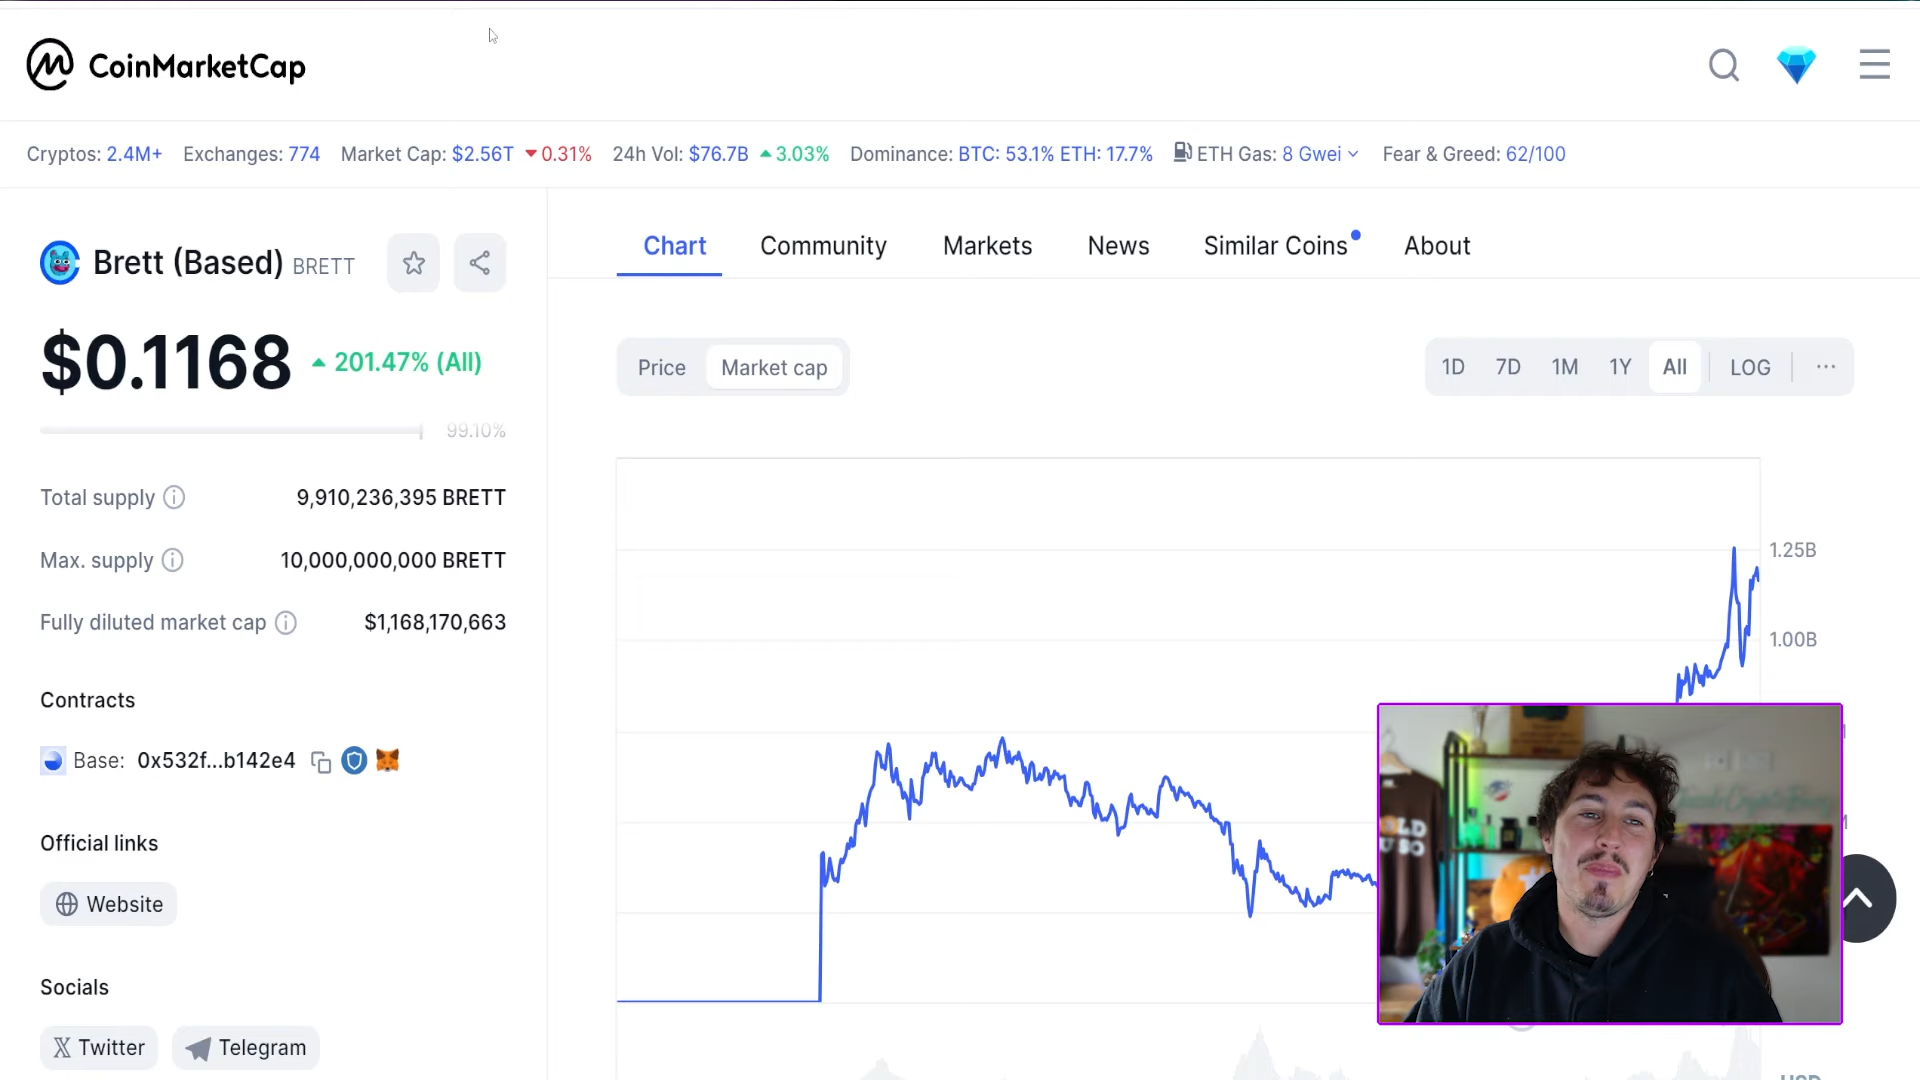 CoinMarketCap
Cryptos: 2.4M+ Exchanges: 774 Market Cap: $2.56T 0.31% 24h Vol: $76.7B 3.03% Dominance: BTC: 53.1% ETH: 17.7% ETH Gas: 8 Gwei Fear & Greed: 62/100
Brett (Based) BRETT
$0.1168 201.47% (All)
99.10%
Total supply 9,910,236,395 BRETT
Max. supply 10,000,000,000 BRETT
Fully diluted market cap $1,168,170,663
Contracts
Base: 0x532f...b142e4
Official links
Website
Socials
Twitter Telegram
Chart Community Markets News Similar Coins About
Price Market cap
1D 7D 1M 1Y All LOG ...
1.25B
1.00B
USD